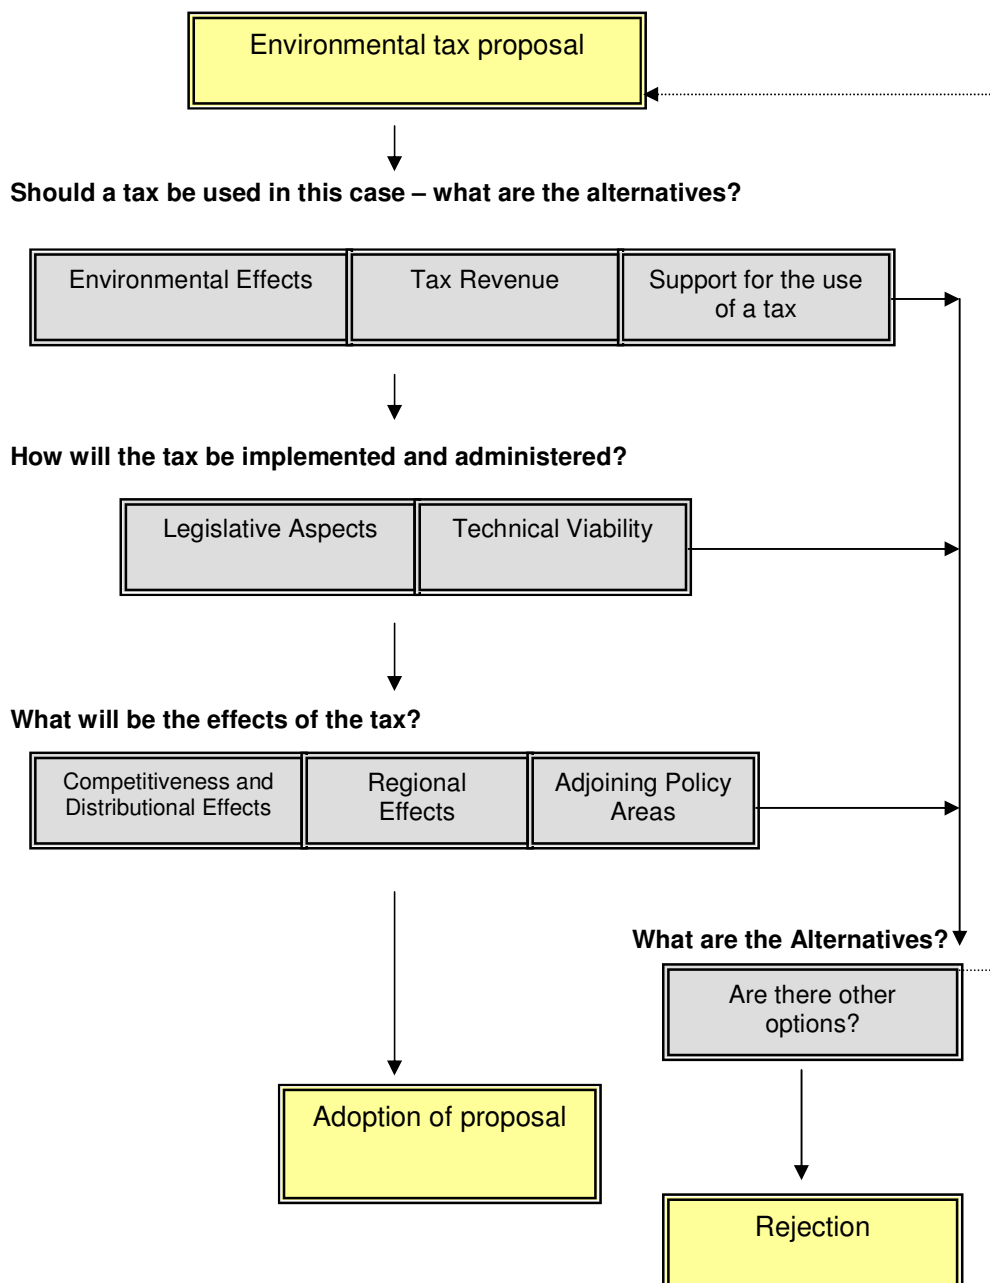 Environmental tax proposal
Should a tax be used in this case – what are the alternatives?
Environmental Effects
Tax Revenue
Support for the use
of a tax
How will the tax be implemented and administered?
Legislative Aspects
Technical Viability
What will be the effects of the tax?
Competitiveness and
Distributional Effects
Regional
Effects
Adjoining Policy
Areas
What are the Alternatives?
Are there other
options?
Adoption of proposal
Rejection